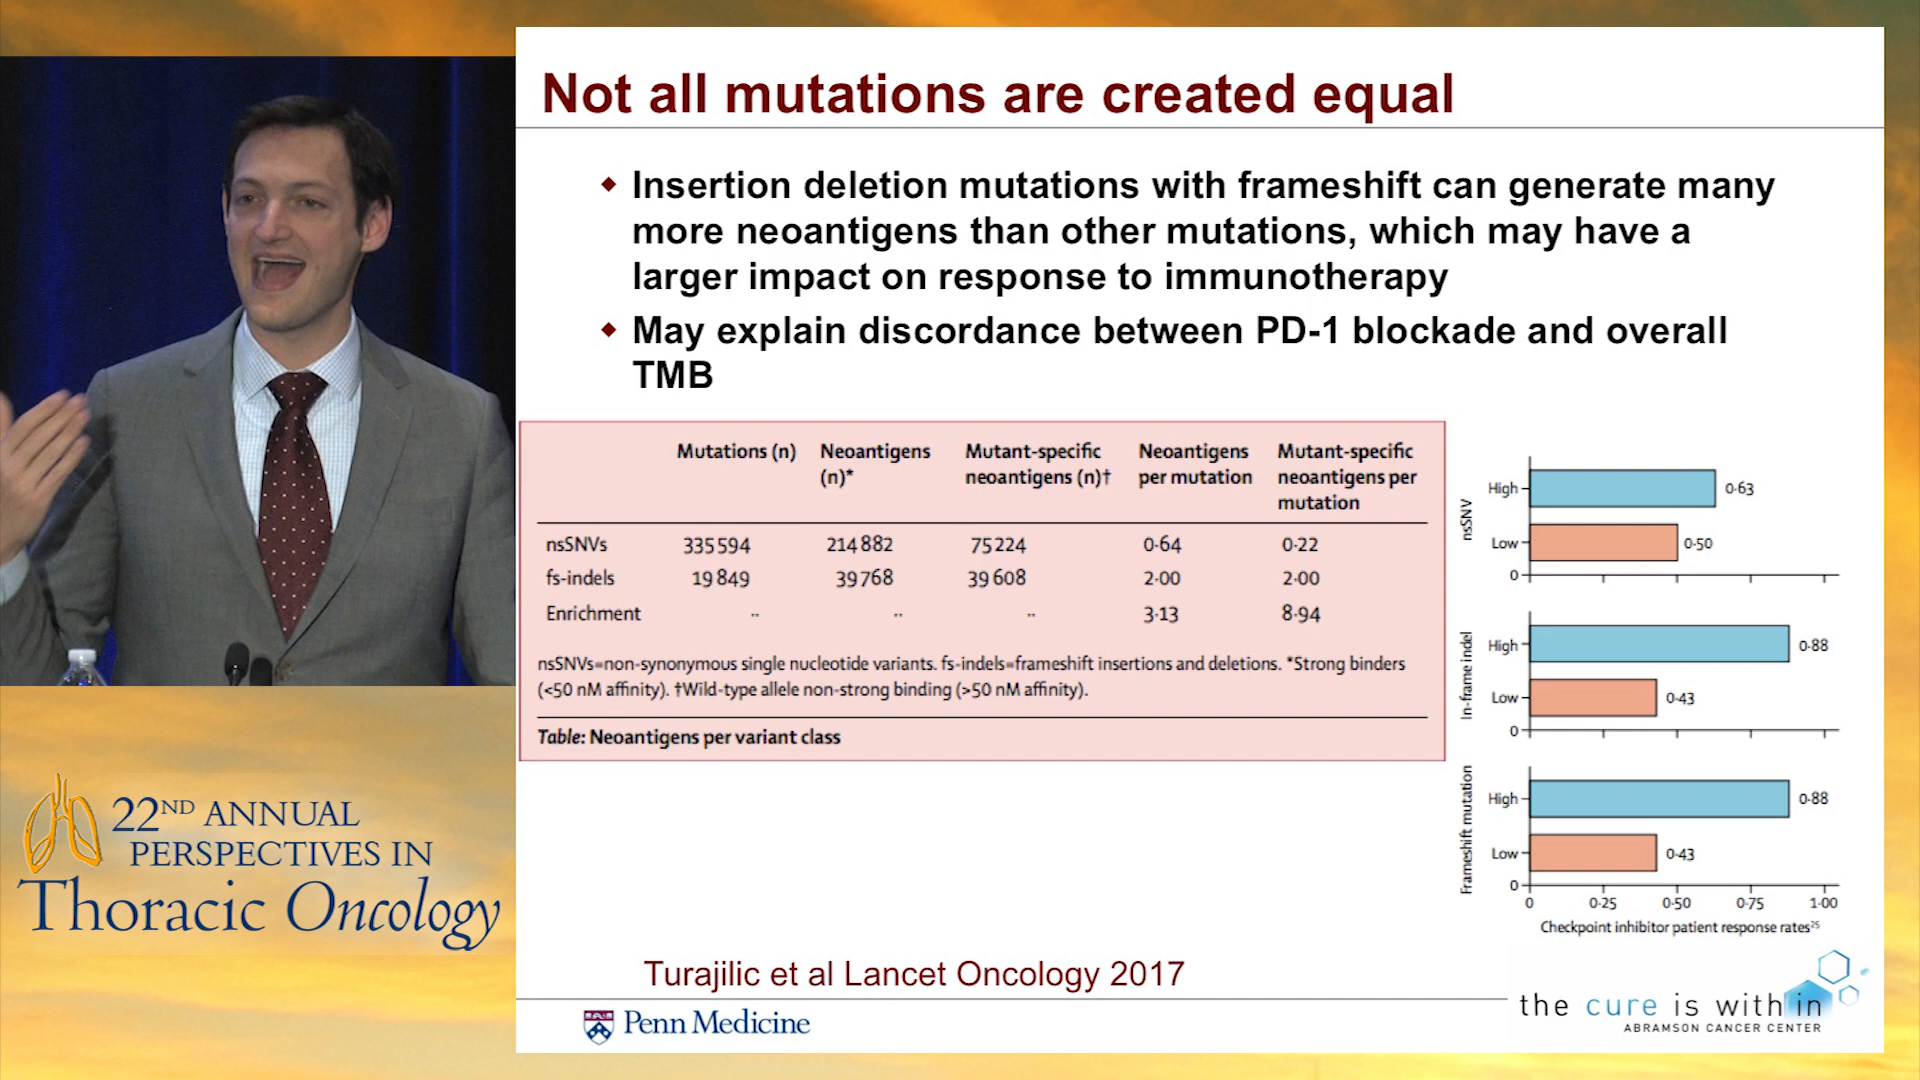 Not all mutations are created equal
Insertion deletion mutations with frameshift can generate many
more neoantigens than other mutations, which may have a
larger impact on response to immunotherapy
May explain discordance between PD-1 blockade and overall
TMB
Mutations (n) Neoantigens (n)* Mutant-specific neoantigens (n)† Neoantigens per mutation Mutant-specific neoantigens per mutation
nsSNVs 335594 214882 75224 0·64 0·22
fs-indels 19849 39768 39608 2·00 2·00
Enrichment ·· ·· ·· 3·13 8·94
nsSNVs=non-synonymous single nucleotide variants. fs-indels=frameshift insertions and deletions. *Strong binders
(<50 nM affinity). †Wild-type allele non-strong binding (>50 nM affinity).
Table: Neoantigens per variant class
nsSNV
High 0·63
Low 0·50
0
In-frame indel
High 0·88
Low 0·43
0
Frameshift mutation
High 0·88
Low 0·43
0
0 0·25 0·50 0·75 1·00
Checkpoint inhibitor patient response rates25
Turajilic et al Lancet Oncology 2017
Penn Medicine
the cure is within
ABRAMSON CANCER CENTER
22ND ANNUAL
PERSPECTIVES IN
Thoracic Oncology